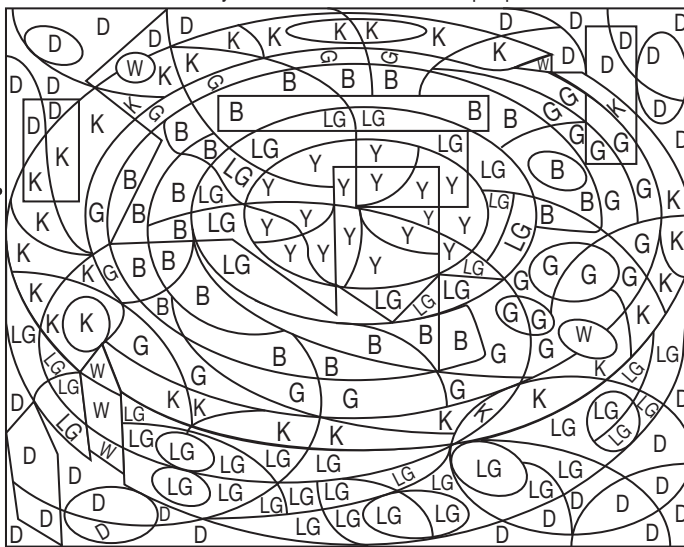 D D D D K K K K D D D
D W K K G G K W D D
D D K G B B B G G K D
D K K G B B LG LG B G G G D
K B LG LG Y Y LG B G
K G B B LG Y Y Y Y Y LG B B G K
K B LG Y Y Y Y Y LG LG G K
K G B B LG Y Y Y LG G G G G K
K B LG LG LG G G K
LG K K G B B B B G G W K LG
LG LG W G B B G K LG
D W K K G G G K LG LG LG D
LG W LG LG K K K K LG LG
D LG LG LG LG LG LG LG LG LG D
D D LG LG LG LG LG LG LG LG D D
D D D D D LG LG LG LG D D D D